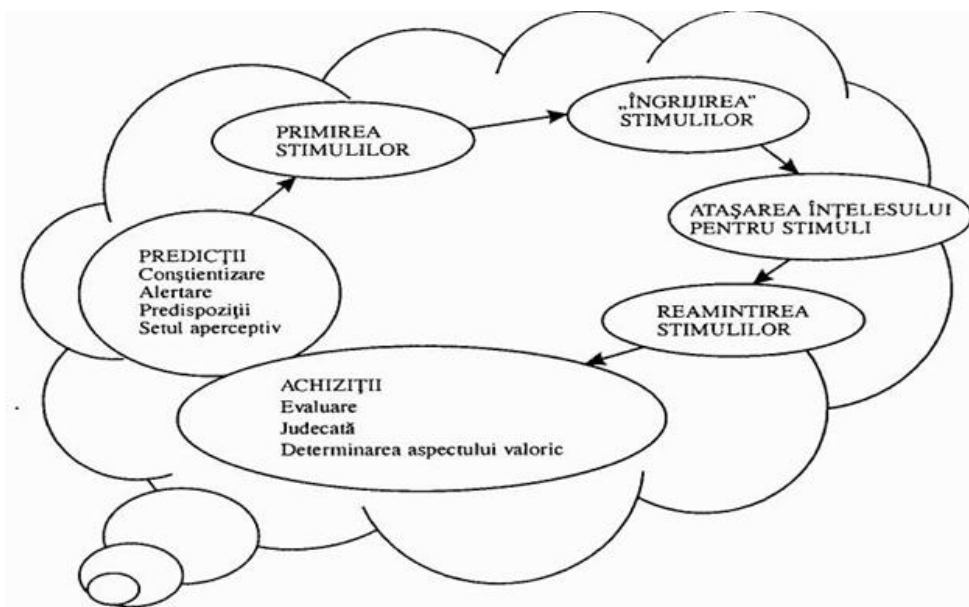 PRIMIREA
STIMULILOR
„ÎNGRIJIREA”
STIMULILOR
ATAŞAREA ÎNŢELESULUI
PENTRU STIMULI
REAMINTIREA
STIMULILOR
PREDICŢII
Conştientizare
Alertare
Predispoziţii
Setul aperceptiv
ACHIZIŢII
Evaluare
Judecată
Determinarea aspectului valoric